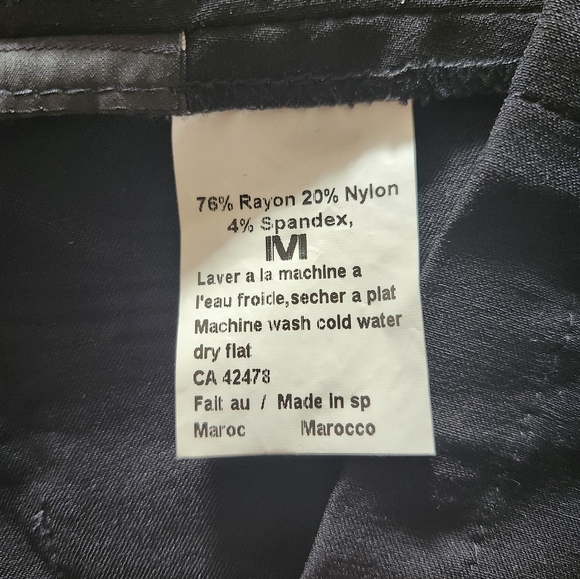 76% Rayon 20% Nylon
4% Spandex,
M
Laver a la machine a
l'eau froide,secher a plat
Machine wash cold water
dry flat
CA 42478
Fait au / Made in sp
Maroc Marocco